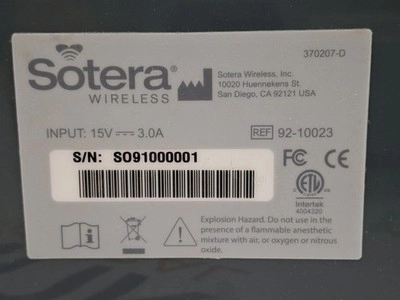 370207-D
Sotera®
WIRELESS
Sotera Wireless, Inc.
10020 Huennekens St.
San Diego, CA 92121 USA
INPUT: 15V⎓3.0A
REF 92-10023
S/N: SO91000001
FC CE
ETL
Intertek
4004320
Explosion Hazard. Do not use in the
presence of a flammable anesthetic
mixture with air, or oxygen or nitrous
oxide.